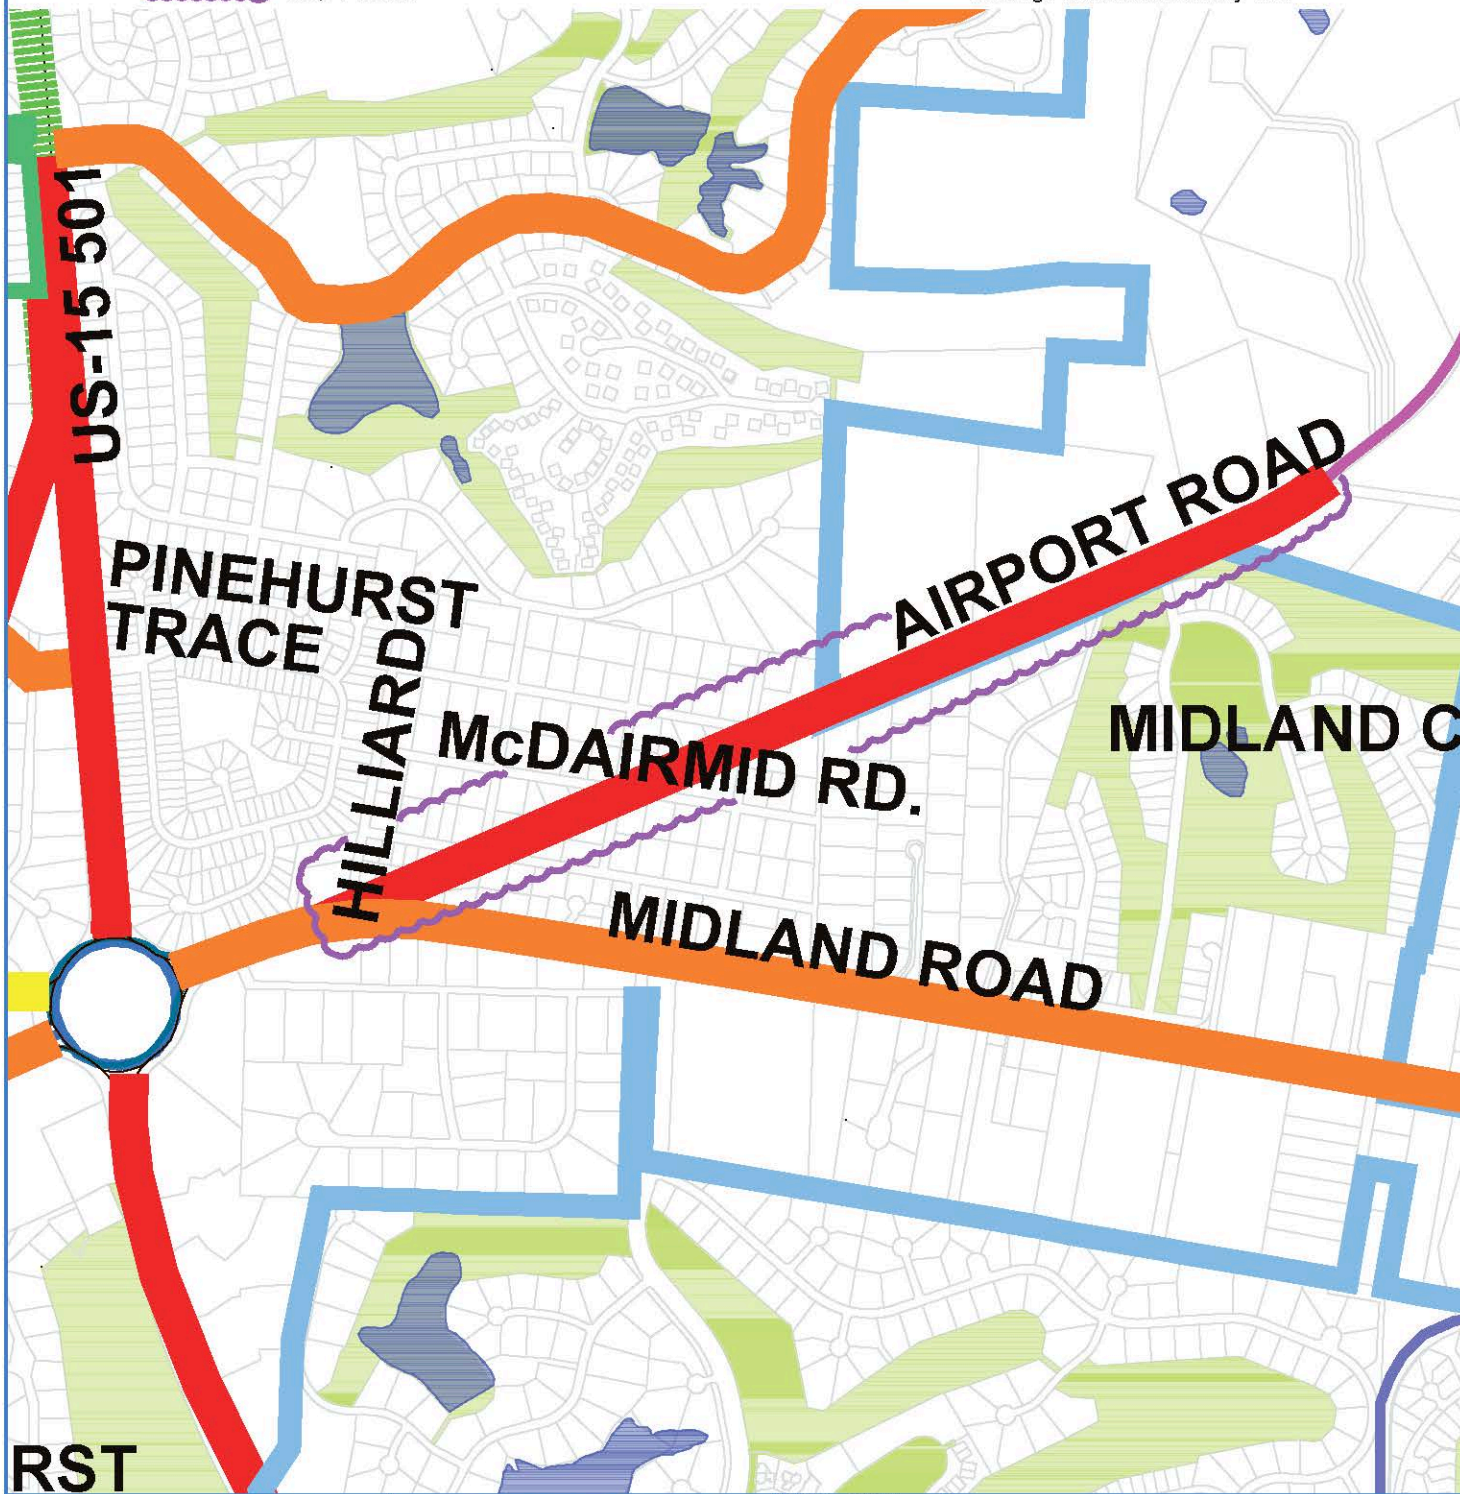 US-15 501
AIRPORT ROAD
PINEHURST
TRACE
HILLIARD
McDAIRMID RD.
MIDLAND C
MIDLAND ROAD
RST